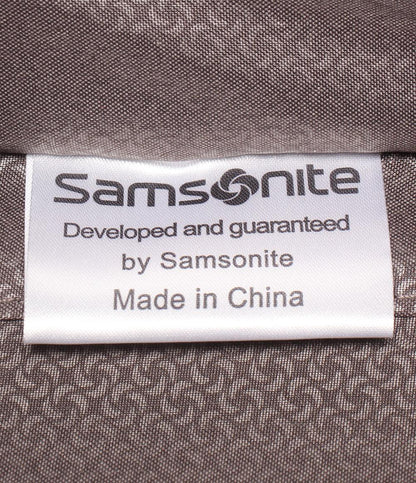 Samsonite
Developed and guaranteed
by Samsonite
Made in China